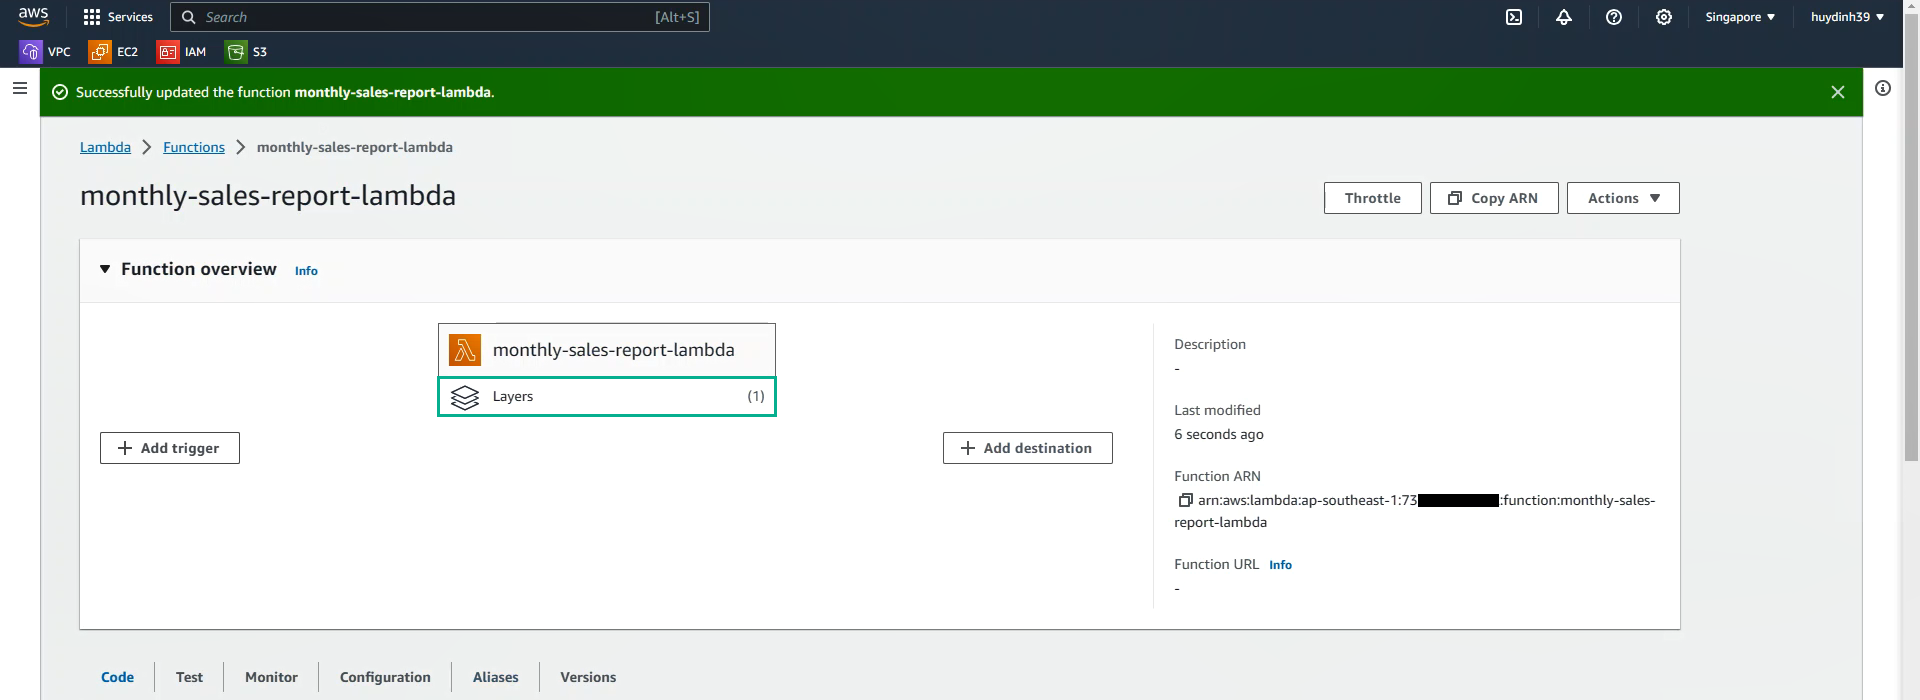 aws Services Search [Alt+S] Singapore huydinh39
VPC EC2 IAM S3
Successfully updated the function monthly-sales-report-lambda.
Lambda Functions monthly-sales-report-lambda
monthly-sales-report-lambda
Throttle Copy ARN Actions
Function overview Info
monthly-sales-report-lambda
Layers (1)
+ Add trigger
+ Add destination
Description
-
Last modified
6 seconds ago
Function ARN
arn:aws:lambda:ap-southeast-1:73 :function:monthly-sales-
report-lambda
Function URL Info
-
Code Test Monitor Configuration Aliases Versions